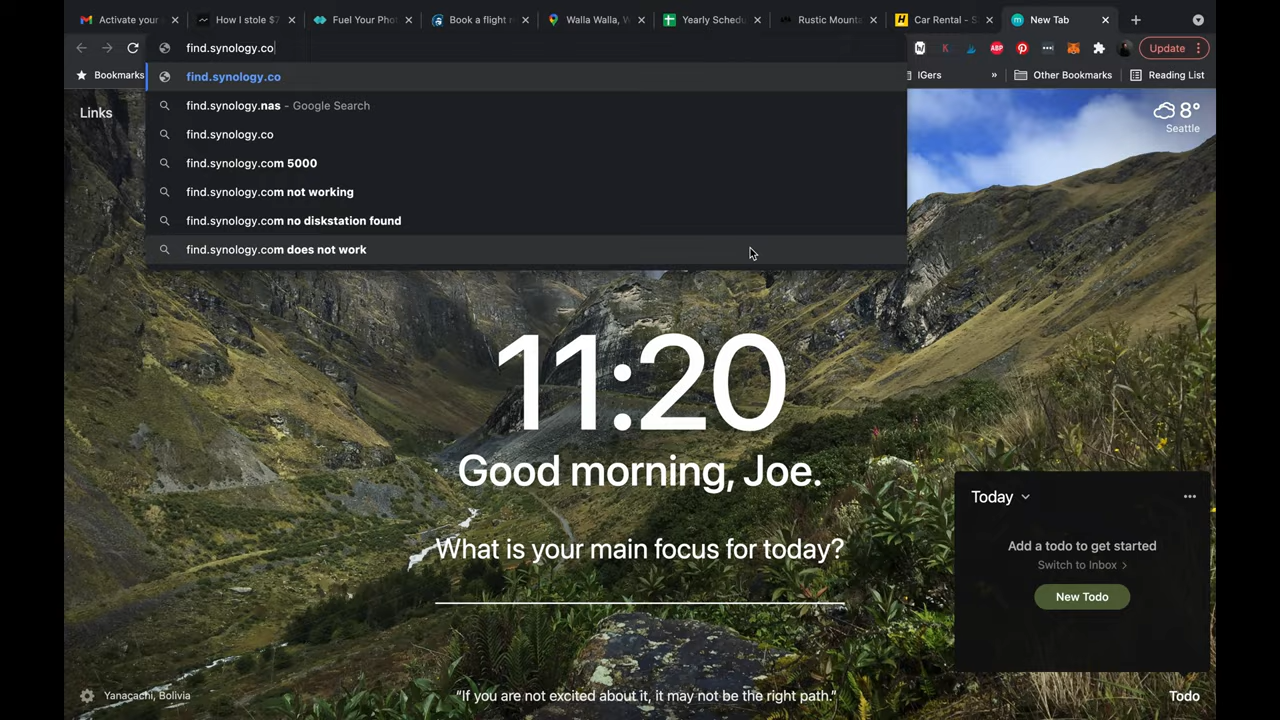 Activate your
How I stole $7
Fuel Your Pho
Book a flight r
Walla Walla, W
Yearly Schedu
Rustic Mounta
Car Rental - S
New Tab
find.synology.co
Update
Bookmarks
IGers
»
Other Bookmarks
Reading List
find.synology.co
find.synology.nas - Google Search
find.synology.co
find.synology.com 5000
find.synology.com not working
find.synology.com no diskstation found
find.synology.com does not work
Links
8°
Seattle
11:20
Good morning, Joe.
What is your main focus for today?
Today
Add a todo to get started
Switch to Inbox >
New Todo
Yanacachi, Bolivia
“If you are not excited about it, it may not be the right path.”
Todo